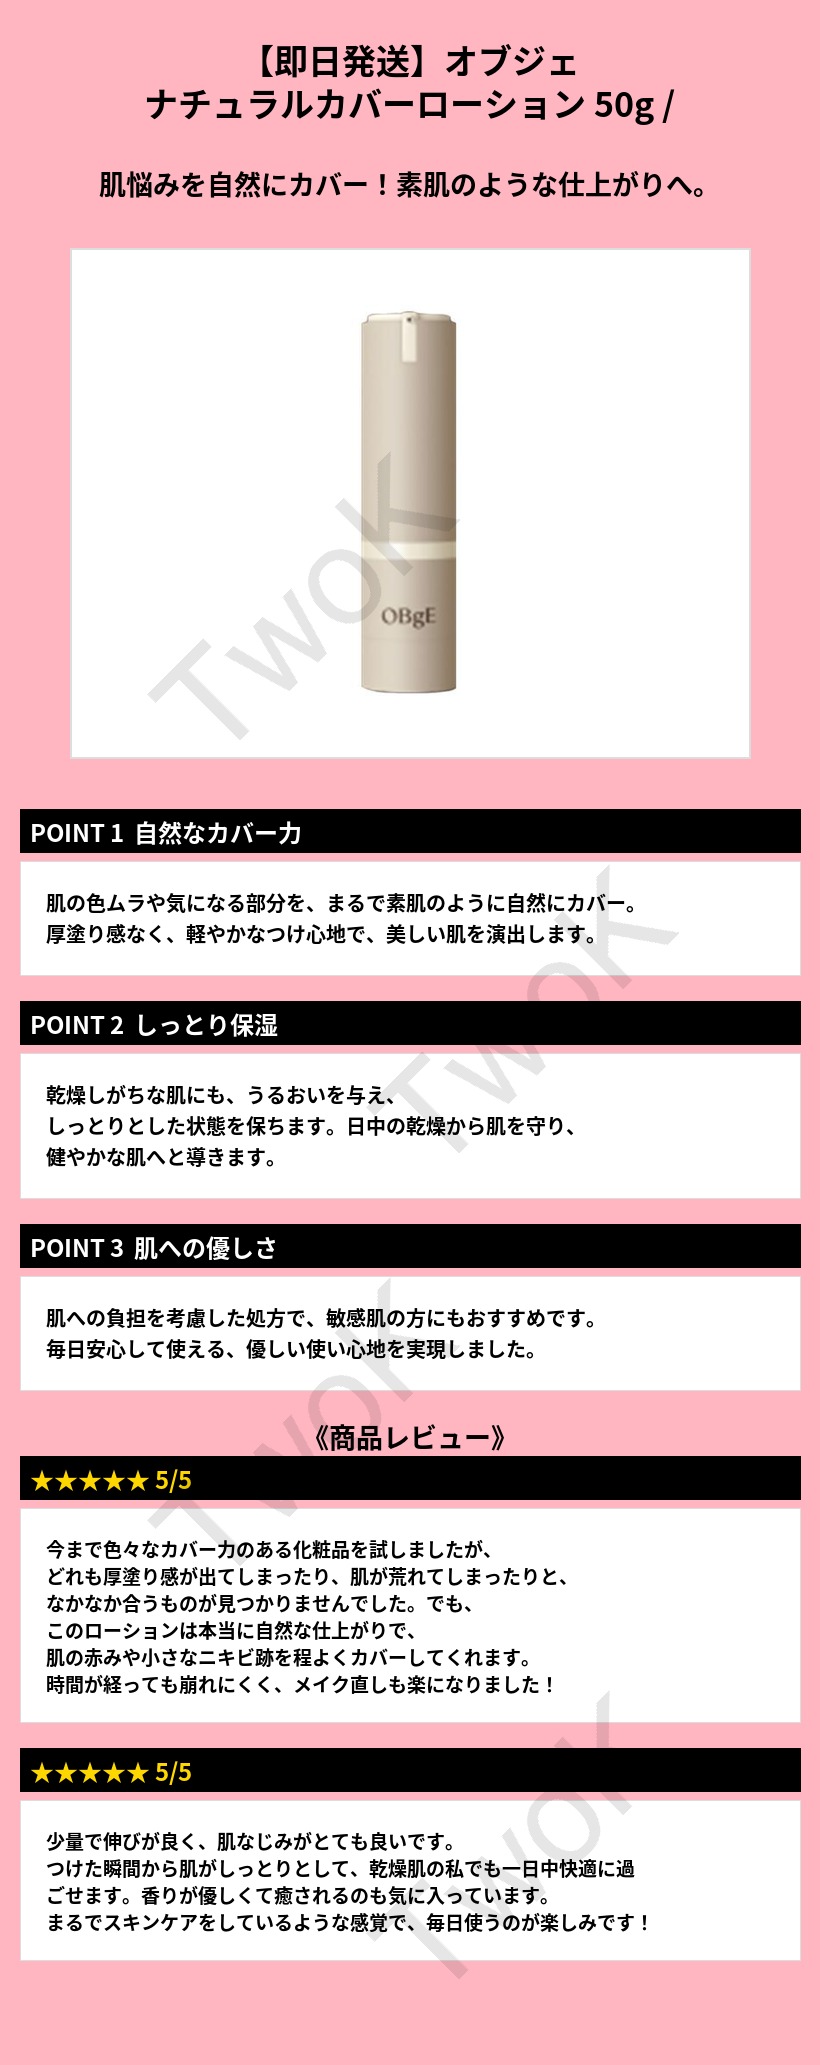 【即日発送】オブジェ
ナチュラルカバーローション 50g /
肌悩みを自然にカバー！素肌のような仕上がりへ。
OBgE
TwoK
POINT 1 自然なカバー力
肌の色ムラや気になる部分を、まるで素肌のように自然にカバー。
厚塗り感なく、軽やかなつけ心地で、美しい肌を演出します。
TwoK
POINT 2 しっとり保湿
乾燥しがちな肌にも、うるおいを与え、
しっとりとした状態を保ちます。日中の乾燥から肌を守り、
健やかな肌へと導きます。
POINT 3 肌への優しさ
肌への負担を考慮した処方で、敏感肌の方にもおすすめです。
毎日安心して使える、優しい使い心地を実現しました。
TwoK
《商品レビュー》
★★★★★ 5/5
今まで色々なカバー力のある化粧品を試しましたが、
どれも厚塗り感が出てしまったり、肌が荒れてしまったりと、
なかなか合うものが見つかりませんでした。でも、
このローションは本当に自然な仕上がりで、
肌の赤みや小さなニキビ跡を程よくカバーしてくれます。
時間が経っても崩れにくく、メイク直しも楽になりました！
★★★★★ 5/5
少量で伸びが良く、肌なじみがとても良いです。
つけた瞬間から肌がしっとりとして、乾燥肌の私でも一日中快適に過
ごせます。香りが優しくて癒されるのも気に入っています。
まるでスキンケアをしているような感覚で、毎日使うのが楽しみです！
TwoK